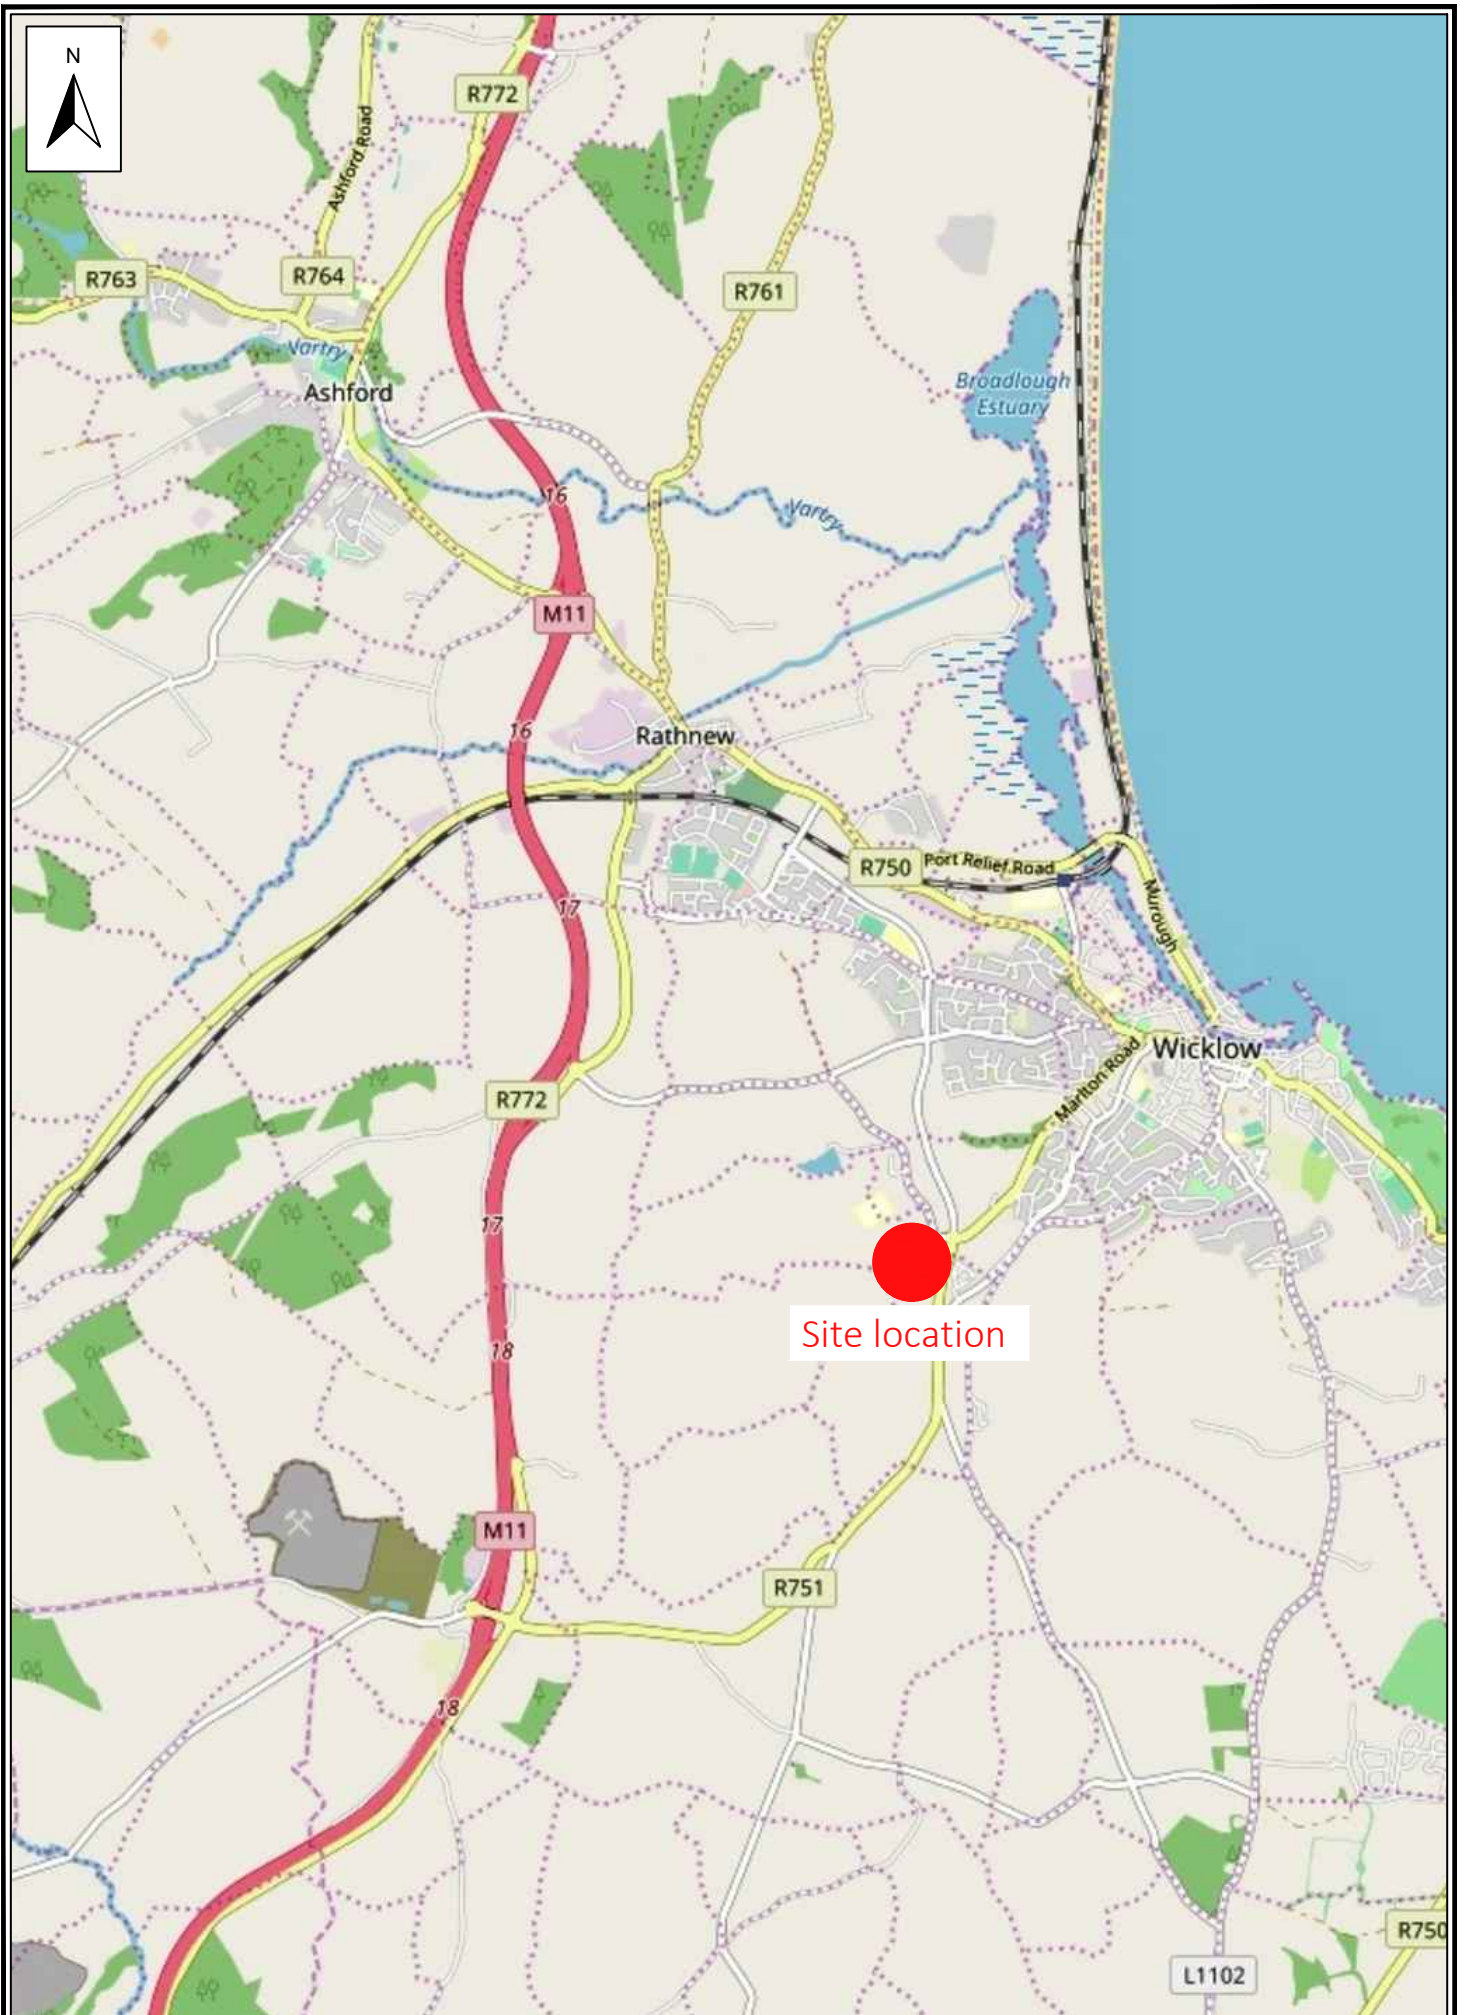 N
R772
Ashford Road
R763
R764
R761
Vartry
Ashford
Broadlough
Estuary
16
Vartry
M11
16
Rathnew
R750
Port Relief Road
Murough
17
Wicklow
Marlton Road
R772
17
Site location
18
M11
R751
18
R750
L1102